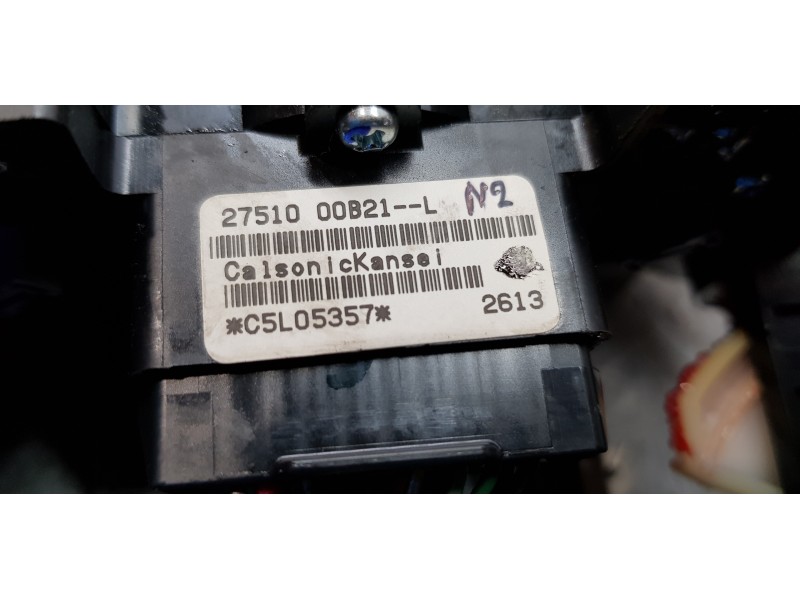 27510 00B21--L N2
CalsonicKansei
*C5L05357* 2613